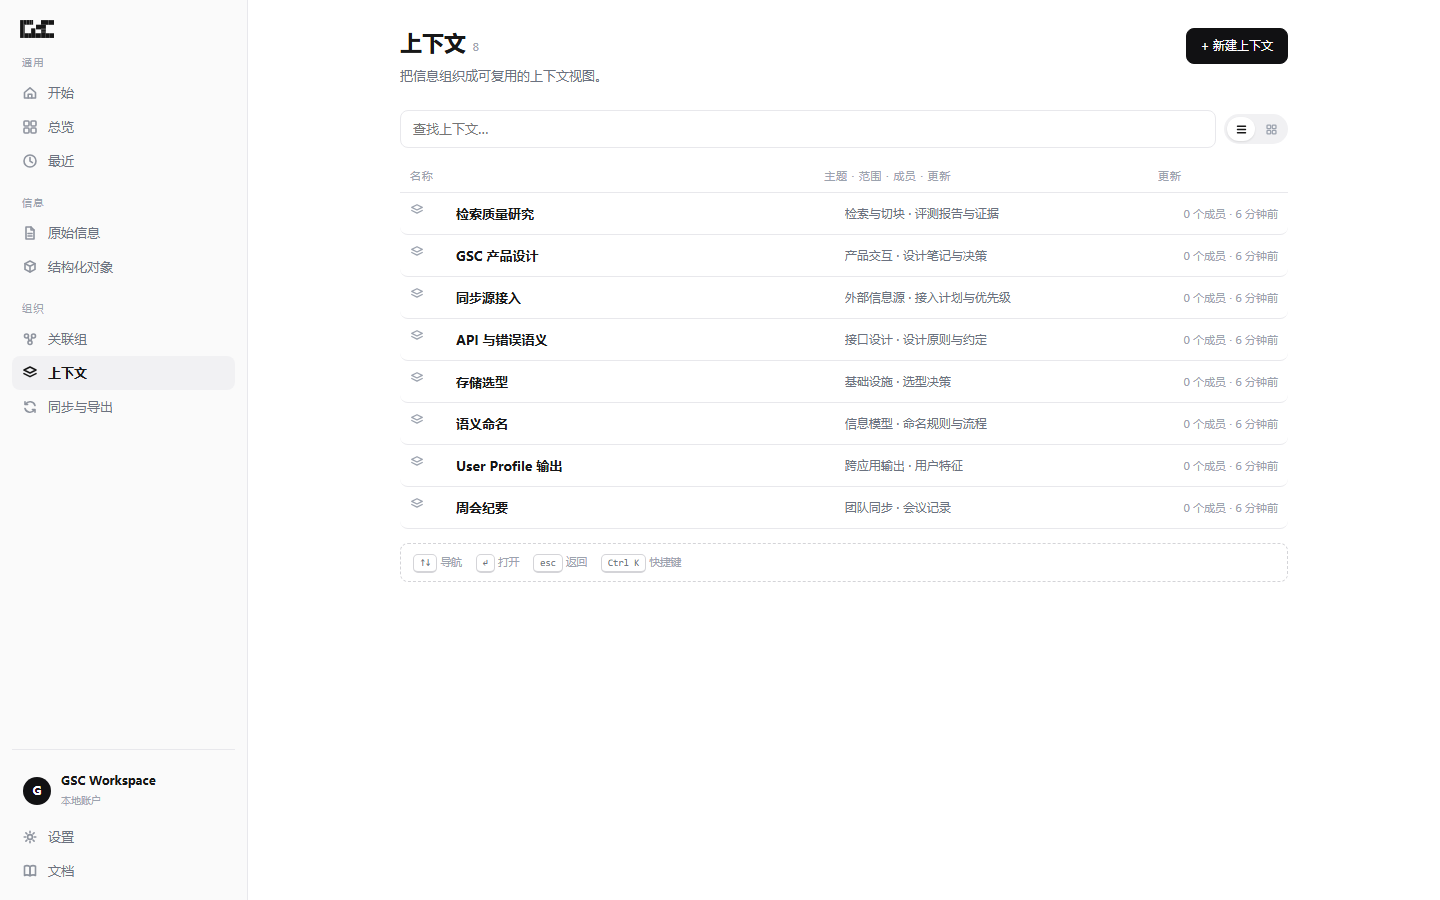 GSC
通用
开始
总览
最近
信息
原始信息
结构化对象
组织
关联组
上下文
同步与导出
G
GSC Workspace
本地账户
设置
文档
上下文 8
+ 新建上下文
把信息组织成可复用的上下文视图。
查找上下文...
名称 主题 · 范围 · 成员 · 更新 更新
检索质量研究 检索与切块 · 评测报告与证据 0 个成员 · 6 分钟前
GSC 产品设计 产品交互 · 设计笔记与决策 0 个成员 · 6 分钟前
同步源接入 外部信息源 · 接入计划与优先级 0 个成员 · 6 分钟前
API 与错误语义 接口设计 · 设计原则与约定 0 个成员 · 6 分钟前
存储选型 基础设施 · 选型决策 0 个成员 · 6 分钟前
语义命名 信息模型 · 命名规则与流程 0 个成员 · 6 分钟前
User Profile 输出 跨应用输出 · 用户特征 0 个成员 · 6 分钟前
周会纪要 团队同步 · 会议记录 0 个成员 · 6 分钟前
↑↓ 导航 ↵ 打开 esc 返回 Ctrl K 快捷键